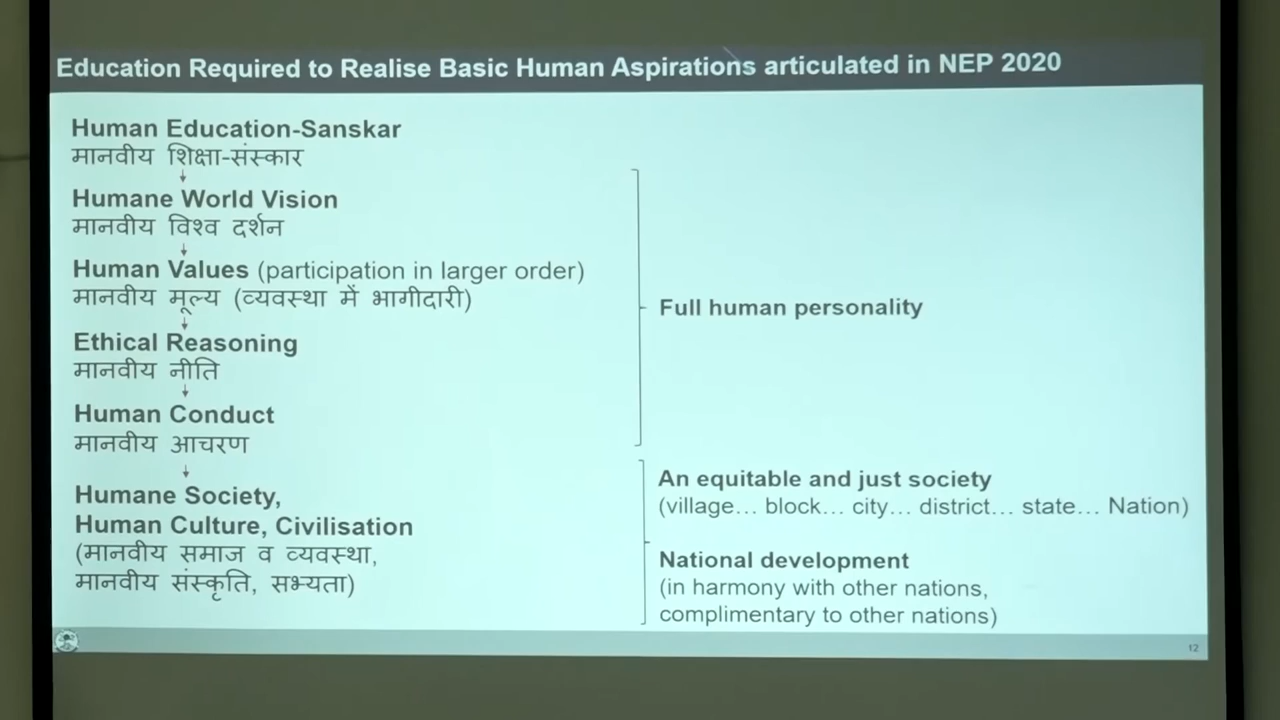 Education Required to Realise Basic Human Aspirations articulated in NEP 2020
Human Education-Sanskar
मानवीय शिक्षा-संस्कार
Humane World Vision
मानवीय विश्व दर्शन
Human Values (participation in larger order)
मानवीय मूल्य (व्यवस्था में भागीदारी)
Ethical Reasoning
मानवीय नीति
Human Conduct
मानवीय आचरण
Humane Society,
Human Culture, Civilisation
(मानवीय समाज व व्यवस्था,
मानवीय संस्कृति, सभ्यता)
Full human personality
An equitable and just society
(village... block... city... district... state... Nation)
National development
(in harmony with other nations,
complimentary to other nations)
12